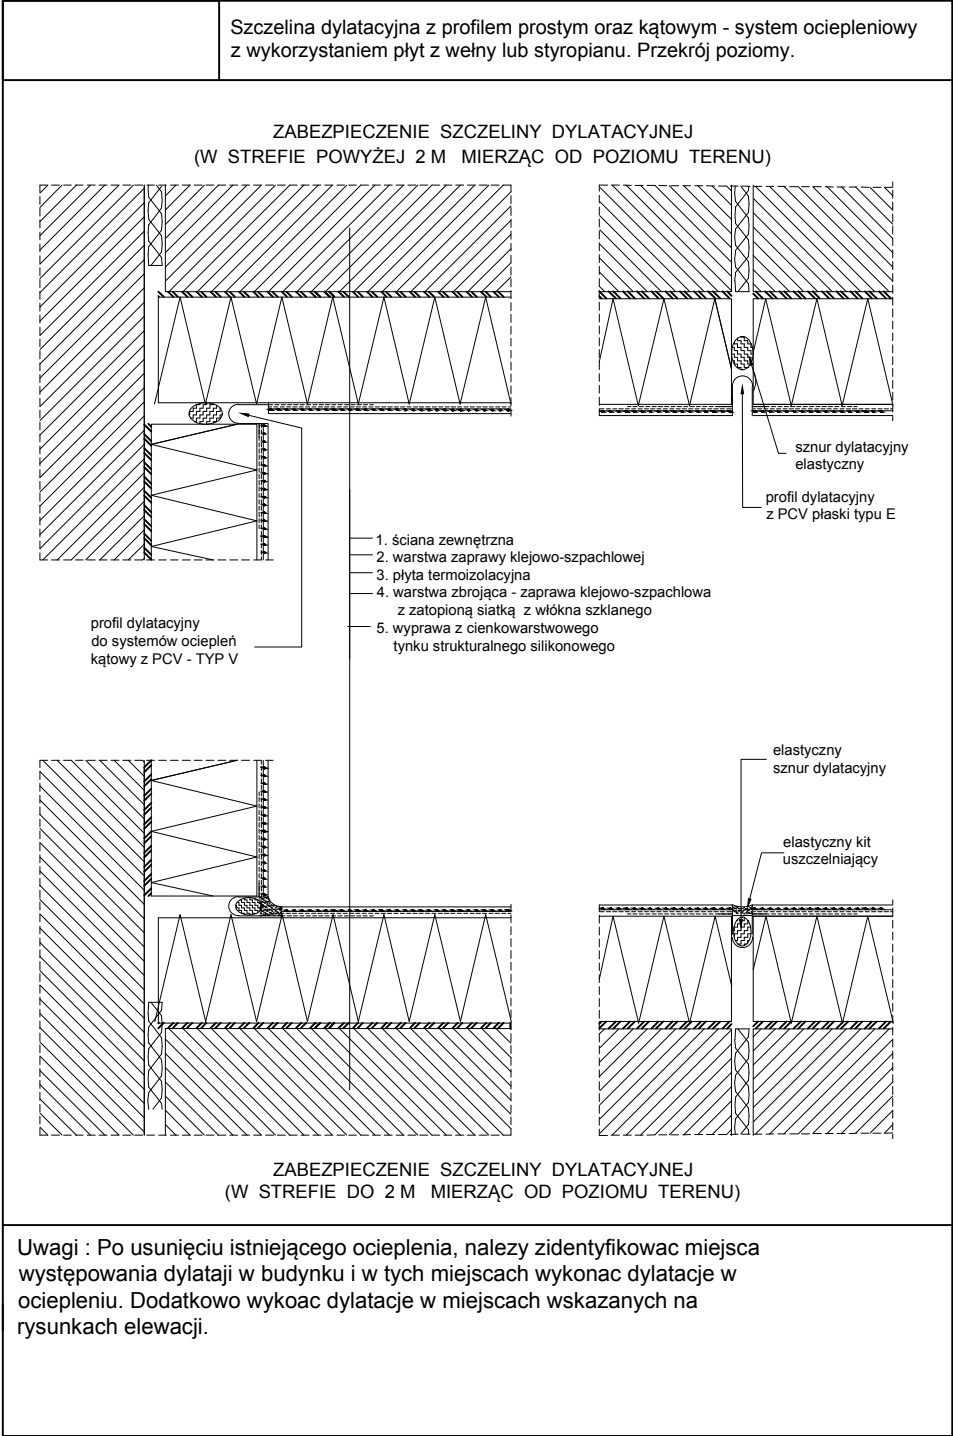 Szczelina dylatacyjna z profilem prostym oraz kątowym - system ociepleniowy
z wykorzystaniem płyt z wełny lub styropianu. Przekrój poziomy.
ZABEZPIECZENIE SZCZELINY DYLATACYJNEJ
(W STREFIE POWYŻEJ 2 M MIERZĄC OD POZIOMU TERENU)
sznur dylatacyjny
elastyczny
profil dylatacyjny
z PCV płaski typu E
1. ściana zewnętrzna
2. warstwa zaprawy klejowo-szpachlowej
3. płyta termoizolacyjna
4. warstwa zbrojąca - zaprawa klejowo-szpachlowa
z zatopioną siatką z włókna szklanego
5. wyprawa z cienkowarstwowego
tynku strukturalnego silikonowego
profil dylatacyjny
do systemów ociepleń
kątowy z PCV - TYP V
elastyczny
sznur dylatacyjny
elastyczny kit
uszczelniający
ZABEZPIECZENIE SZCZELINY DYLATACYJNEJ
(W STREFIE DO 2 M MIERZĄC OD POZIOMU TERENU)
Uwagi : Po usunięciu istniejącego ocieplenia, nalezy zidentyfikowac miejsca
występowania dylataji w budynku i w tych miejscach wykonac dylatacje w
ociepleniu. Dodatkowo wykoac dylatacje w miejscach wskazanych na
rysunkach elewacji.